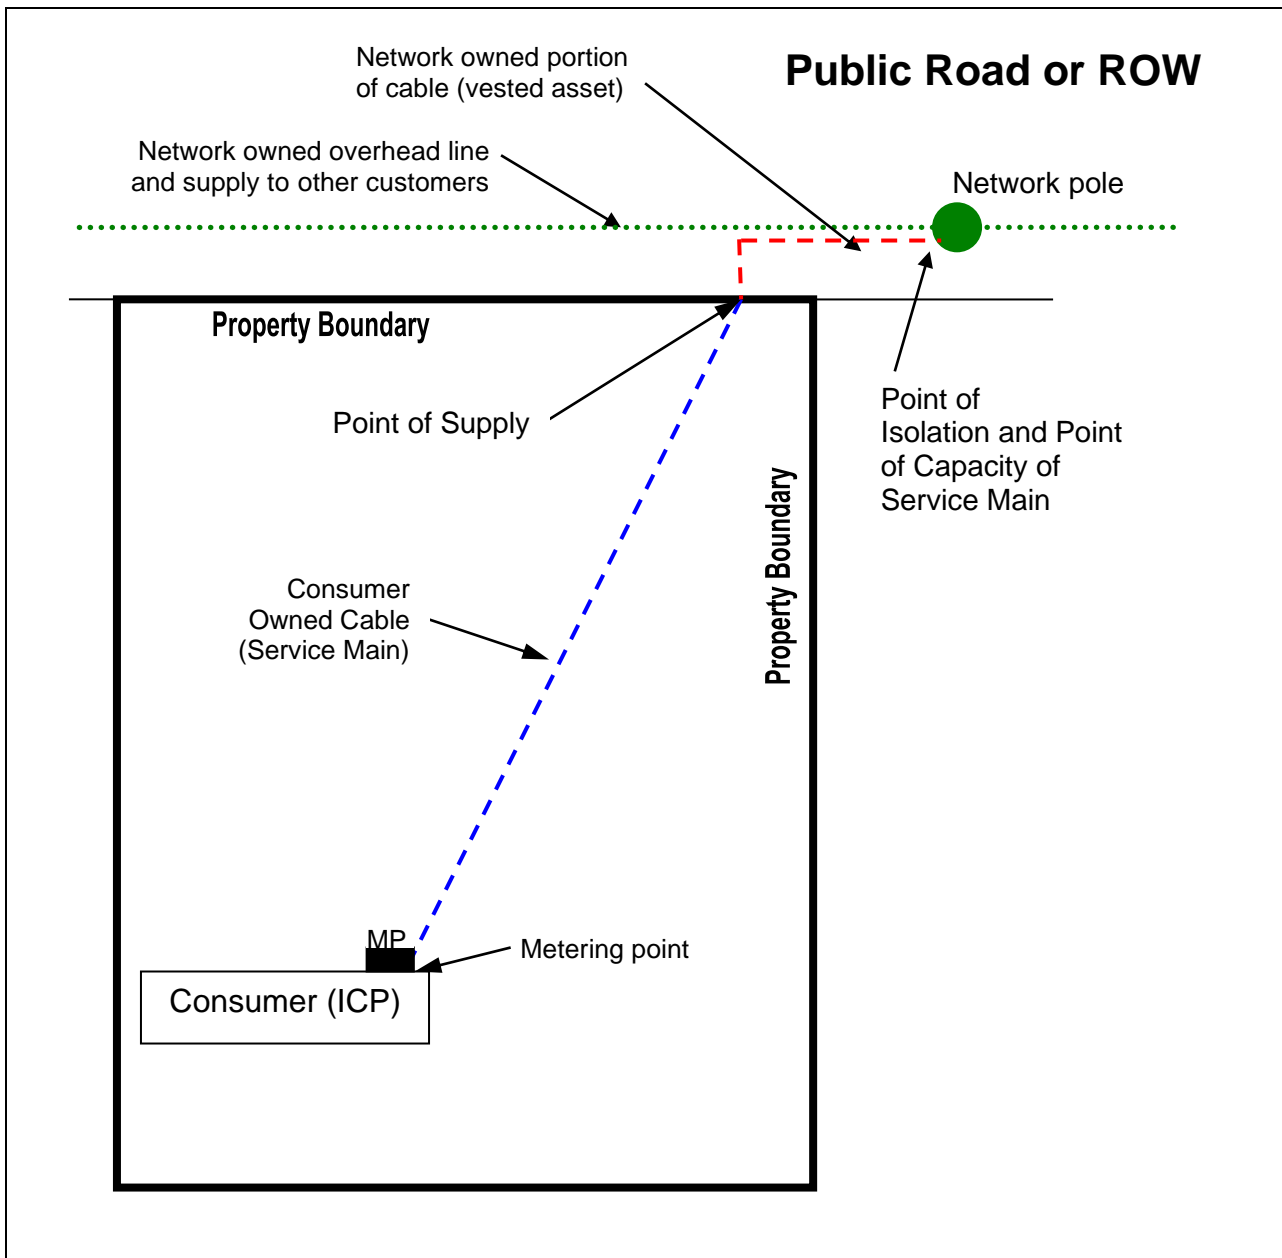 Network owned portion
of cable (vested asset)
Public Road or ROW
Network owned overhead line
and supply to other customers
Network pole
Property Boundary
Point of Supply
Point of
Isolation and Point
of Capacity of
Service Main
Property Boundary
Consumer
Owned Cable
(Service Main)
MP
Metering point
Consumer (ICP)